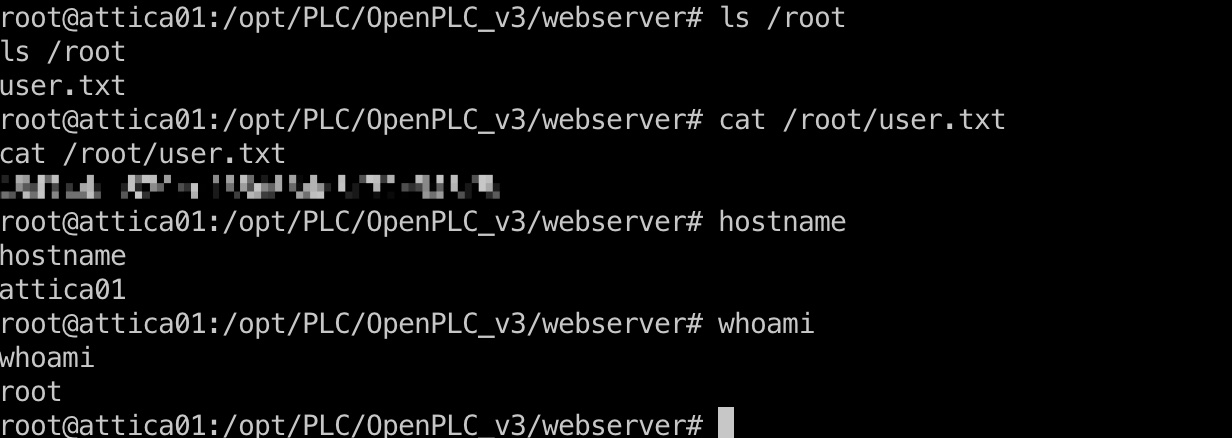 root@attica01:/opt/PLC/OpenPLC_v3/webserver# ls /root
ls /root
user.txt
root@attica01:/opt/PLC/OpenPLC_v3/webserver# cat /root/user.txt
cat /root/user.txt
root@attica01:/opt/PLC/OpenPLC_v3/webserver# hostname
hostname
attica01
root@attica01:/opt/PLC/OpenPLC_v3/webserver# whoami
whoami
root
root@attica01:/opt/PLC/OpenPLC_v3/webserver#